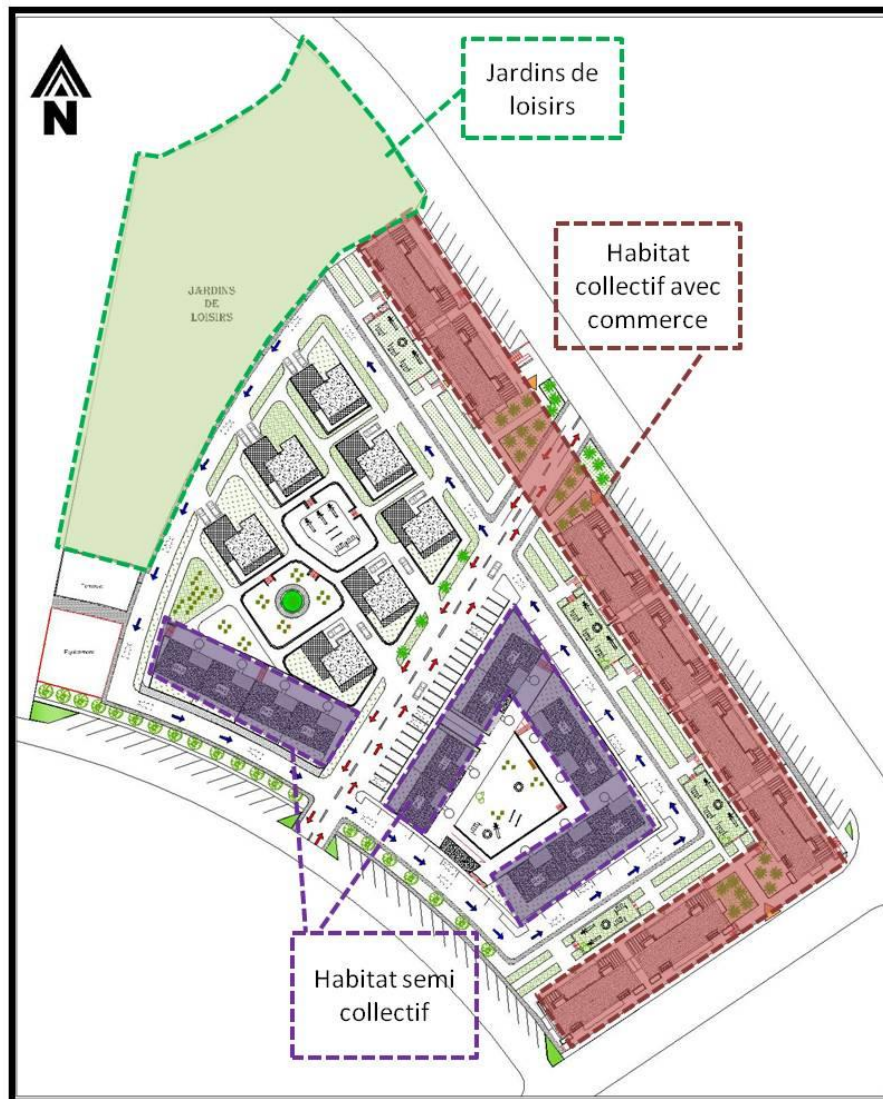 Jardins de
loisirs
N
Habitat
collectif avec
commerce
JARDINS
DE
LOISIRS
Habitat semi
collectif